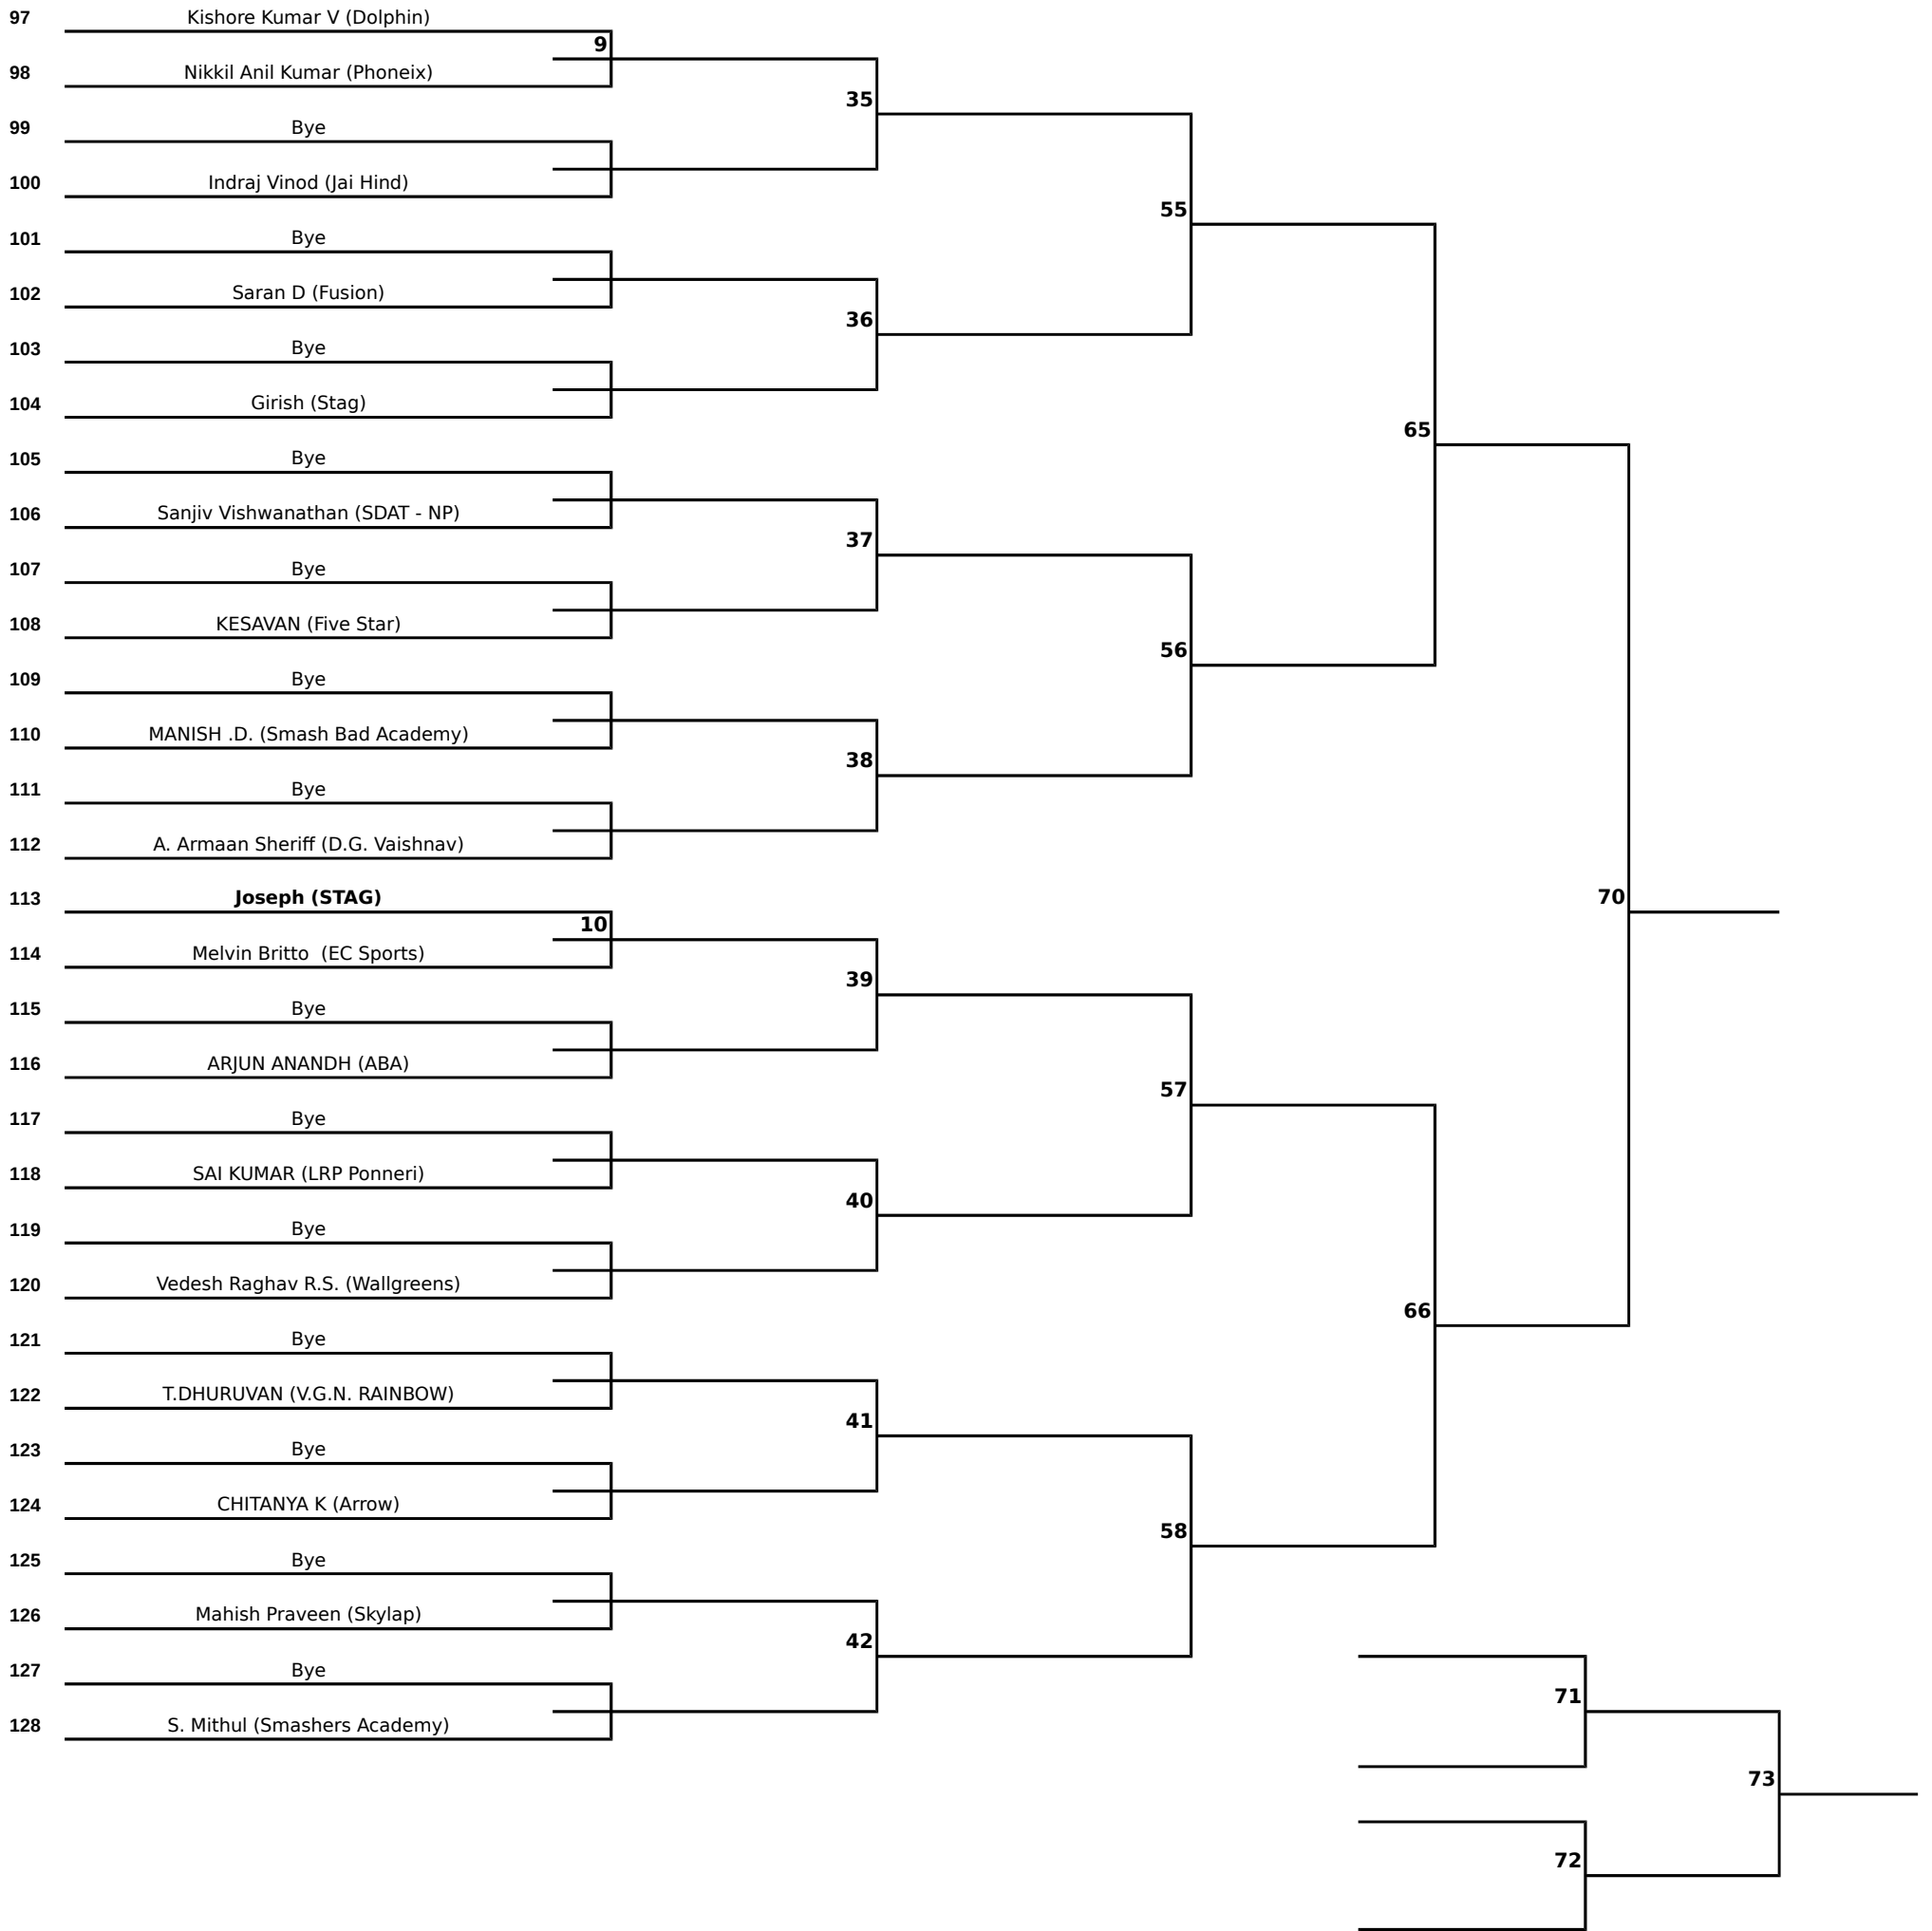 97 Kishore Kumar V (Dolphin)
9
98 Nikkil Anil Kumar (Phoneix)
35
99 Bye
100 Indraj Vinod (Jai Hind)
55
101 Bye
102 Saran D (Fusion)
36
103 Bye
104 Girish (Stag)
65
105 Bye
106 Sanjiv Vishwanathan (SDAT - NP)
37
107 Bye
108 KESAVAN (Five Star)
56
109 Bye
110 MANISH .D. (Smash Bad Academy)
38
111 Bye
112 A. Armaan Sheriff (D.G. Vaishnav)
113 Joseph (STAG)
70
10
114 Melvin Britto  (EC Sports)
39
115 Bye
116 ARJUN ANANDH (ABA)
57
117 Bye
118 SAI KUMAR (LRP Ponneri)
40
119 Bye
120 Vedesh Raghav R.S. (Wallgreens)
66
121 Bye
122 T.DHURUVAN (V.G.N. RAINBOW)
41
123 Bye
124 CHITANYA K (Arrow)
58
125 Bye
126 Mahish Praveen (Skylap)
42
127 Bye
71
128 S. Mithul (Smashers Academy)
73
72